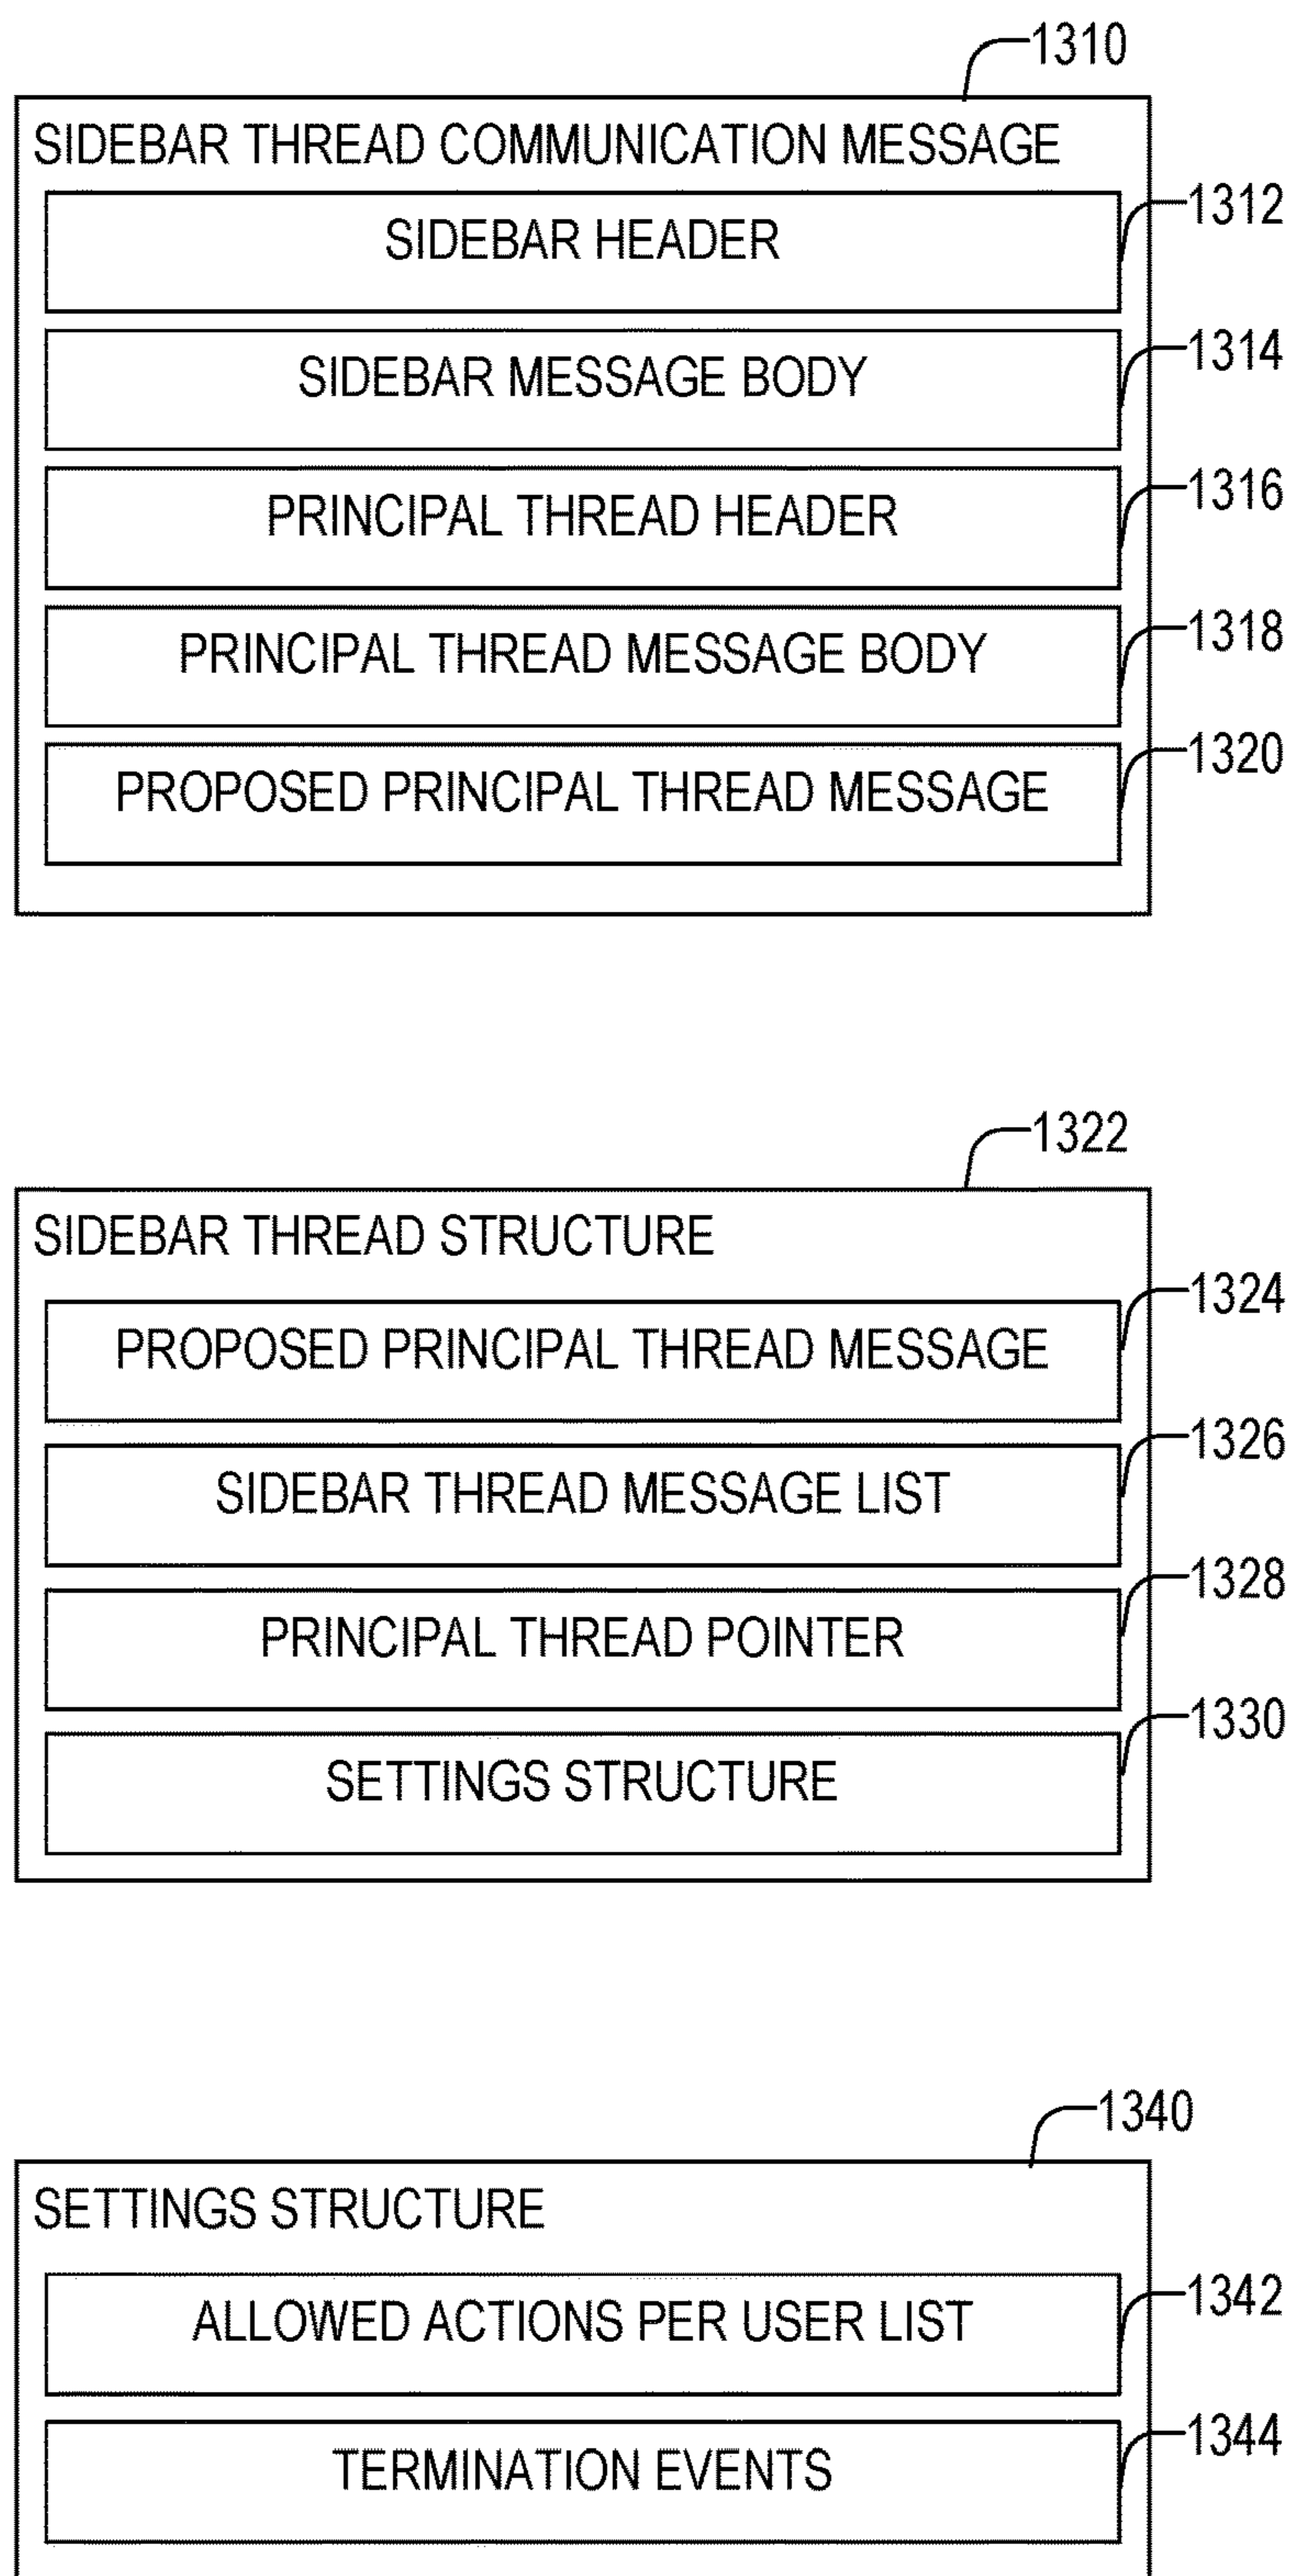 1310
SIDEBAR THREAD COMMUNICATION MESSAGE
SIDEBAR HEADER
1312
SIDEBAR MESSAGE BODY
1314
PRINCIPAL THREAD HEADER
1316
PRINCIPAL THREAD MESSAGE BODY
1318
PROPOSED PRINCIPAL THREAD MESSAGE
1320
1322
SIDEBAR THREAD STRUCTURE
PROPOSED PRINCIPAL THREAD MESSAGE
1324
SIDEBAR THREAD MESSAGE LIST
1326
PRINCIPAL THREAD POINTER
1328
SETTINGS STRUCTURE
1330
1340
SETTINGS STRUCTURE
ALLOWED ACTIONS PER USER LIST
1342
TERMINATION EVENTS
1344